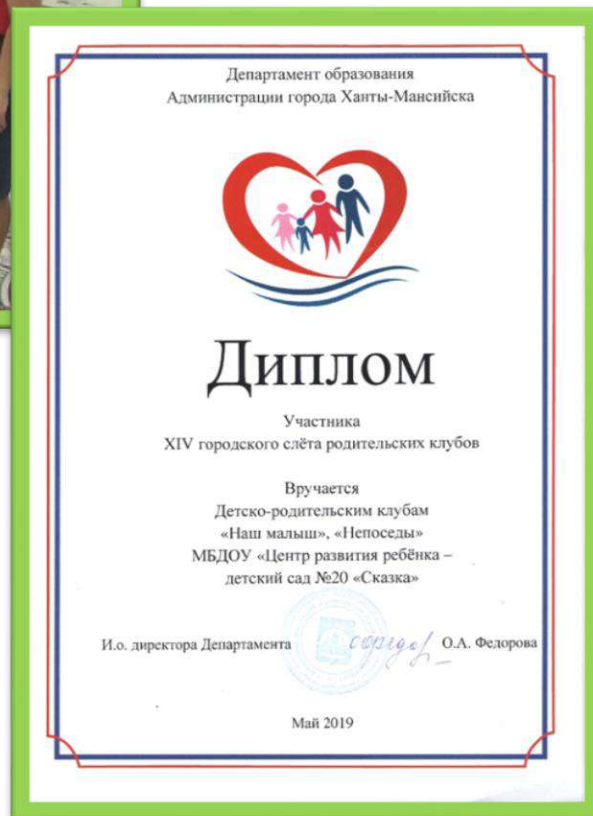 Департамент образования
Администрации города Ханты-Мансийска
Диплом
Участника
XIV городского слёта родительских клубов
Вручается
Детско-родительским клубам
«Наш малыш», «Непоседы»
МБДОУ «Центр развития ребёнка –
детский сад №20 «Сказка»
И.о. директора Департамента О.А. Федорова
Май 2019